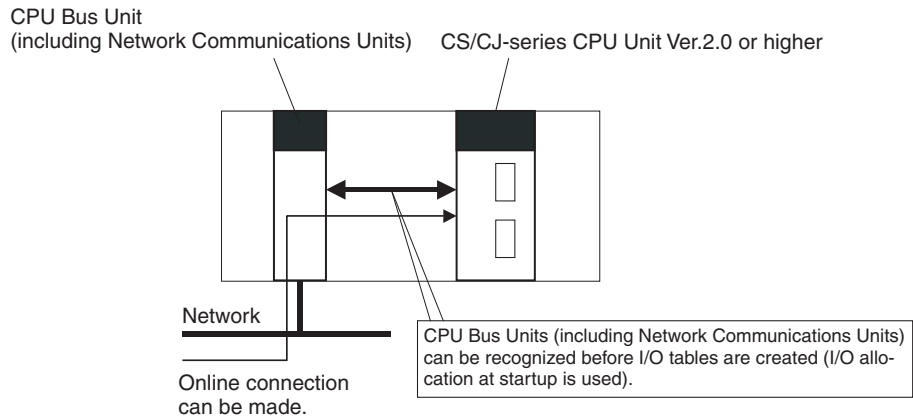 CPU Bus Unit
(including Network Communications Units)
CS/CJ-series CPU Unit Ver.2.0 or higher
Network
CPU Bus Units (including Network Communications Units)
can be recognized before I/O tables are created (I/O allo-
cation at startup is used).
Online connection
can be made.